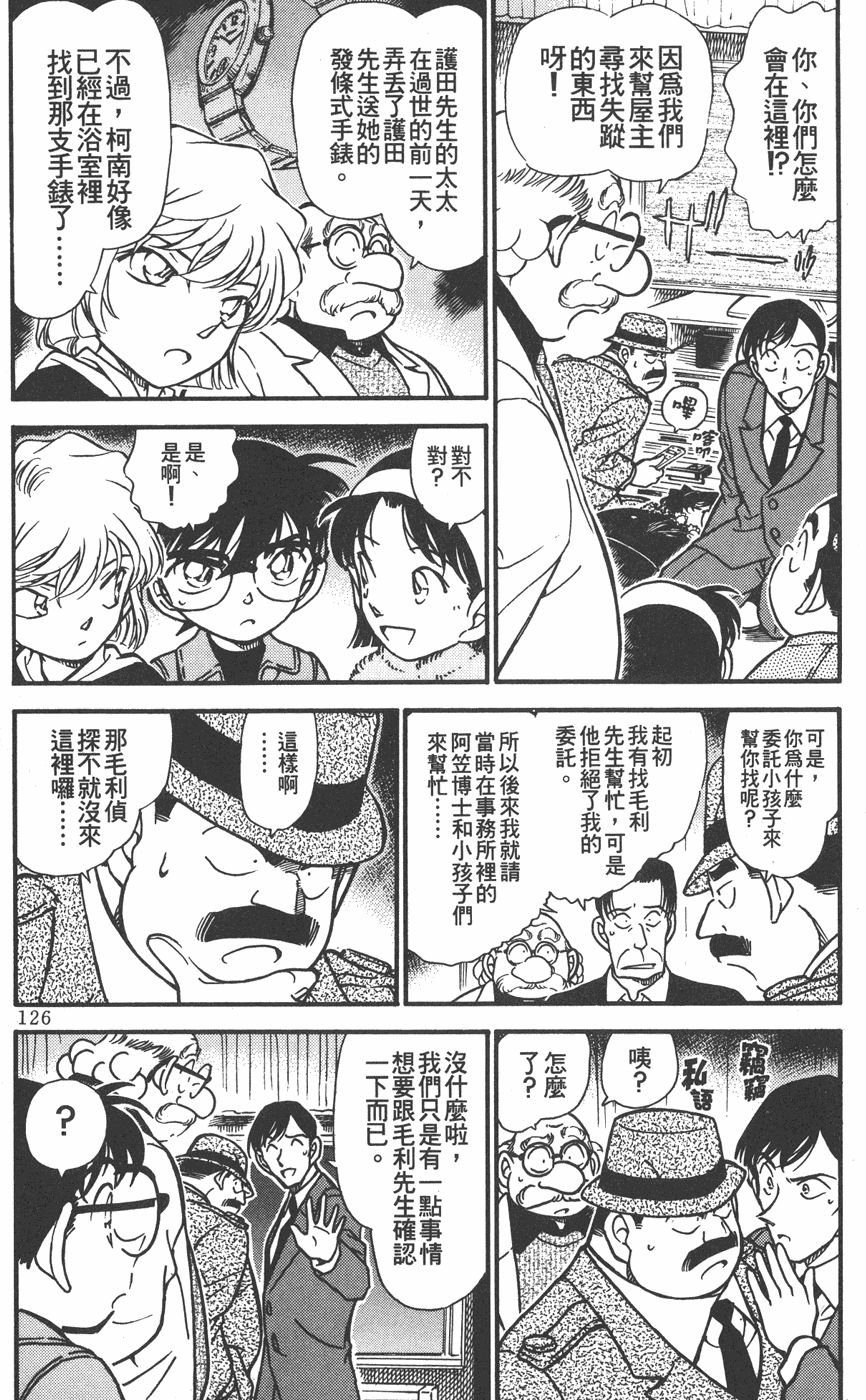 你、你們怎麼
會在這裡!?
因爲我們
來幫屋主
尋找失蹤
的東西
呀！
嗶
護田先生的太太
在過世的前一天，
弄丟了護田
先生送她的
發條式手錶。
不過，柯南好像
已經在浴室裡
找到那支手錶了……
對不
對？
是、
是啊！
可是，
你爲什麼
委託小孩子來
幫你找呢？
起初
我有找毛利
先生幫忙，可是
他拒絕了我的
委託。
所以後來我就請
當時在事務所裡的
阿笠博士和小孩子們
來幫忙……
這樣啊
……
那毛利偵
探不就沒來
這裡囉……
126
竊竊
私語
咦？
怎麼
了？
沒什麼啦，
我們只是有一點事情
想要跟毛利先生確認
一下而已。
？